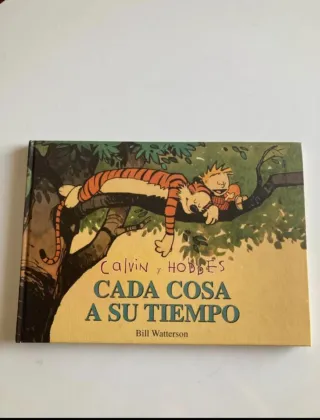 Calvin y HOBBES
CADA COSA
A SU TIEMPO
Bill Watterson